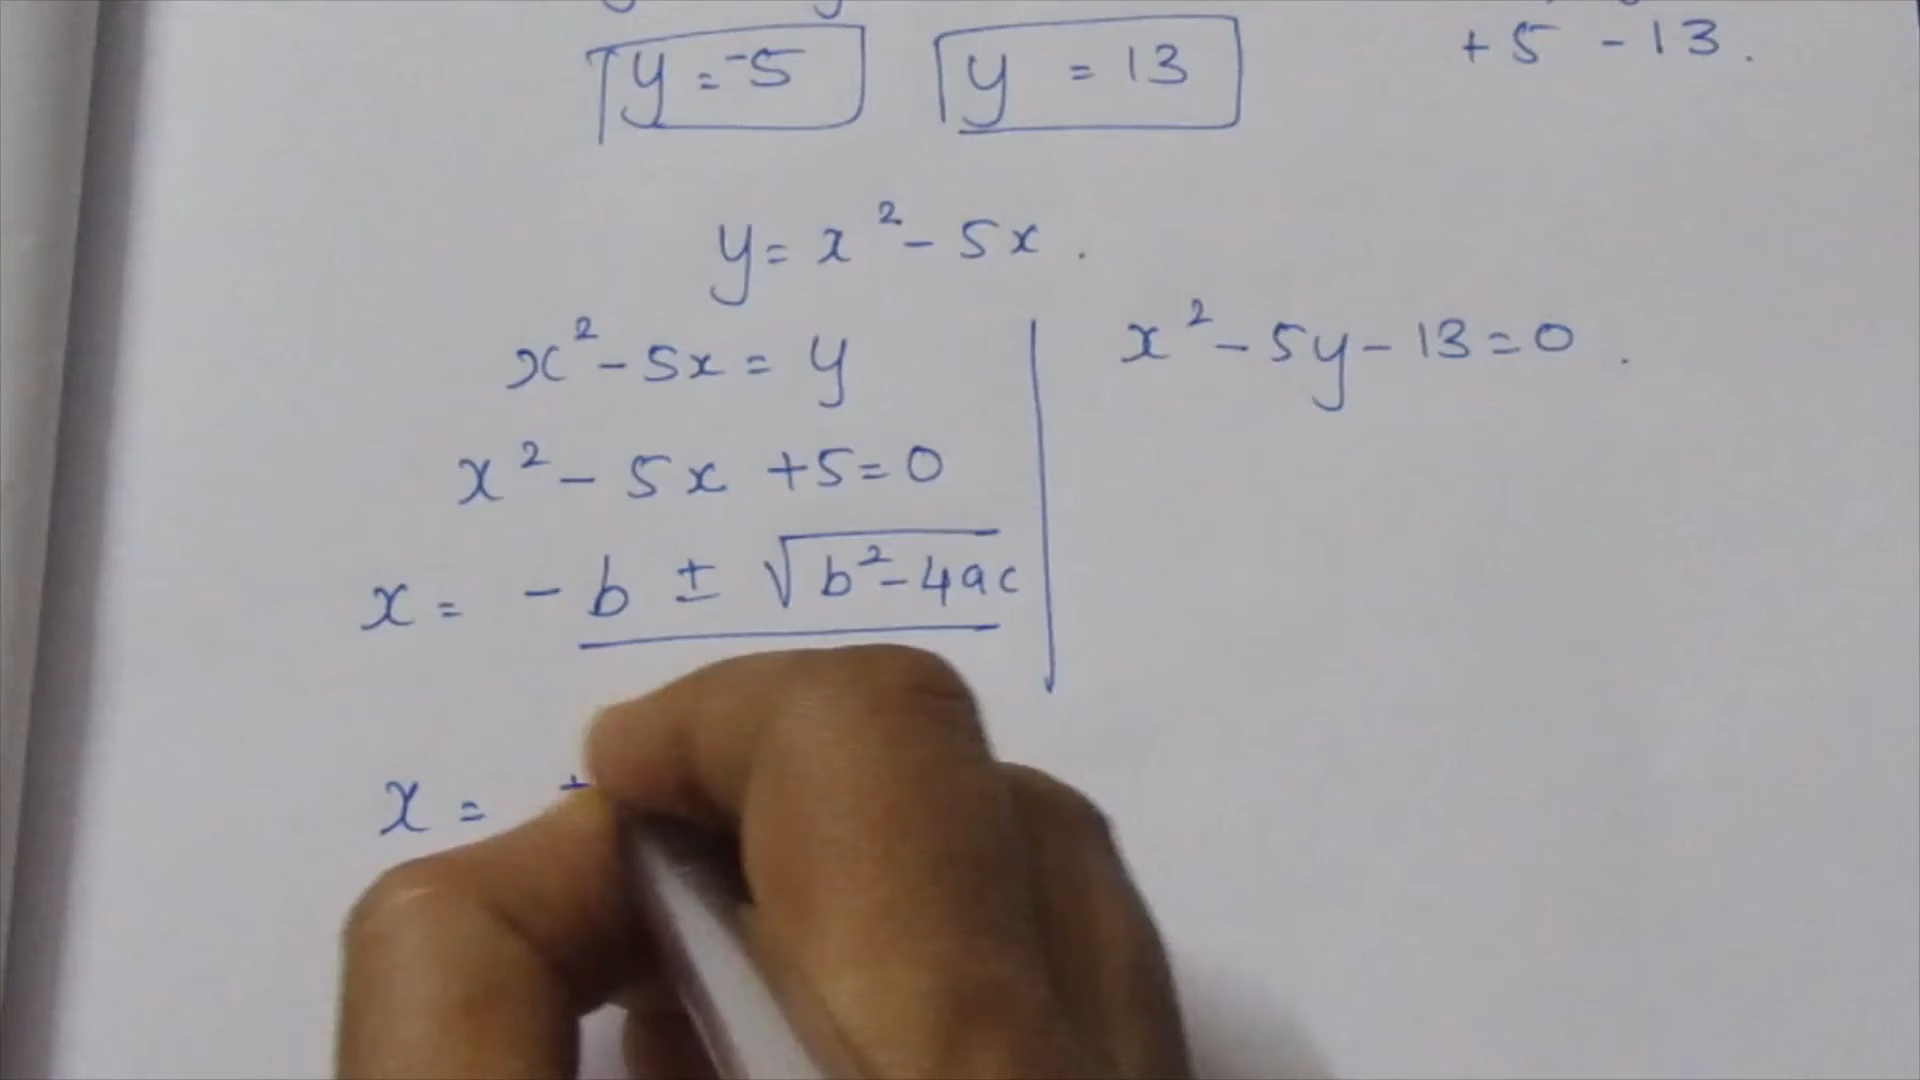 y = -5 y = 13 +5 -13.
y = x² - 5x.
x² - 5x = y
x² - 5y - 13 = 0.
x² - 5x + 5 = 0
x = - b ± √b² - 4ac
x = +